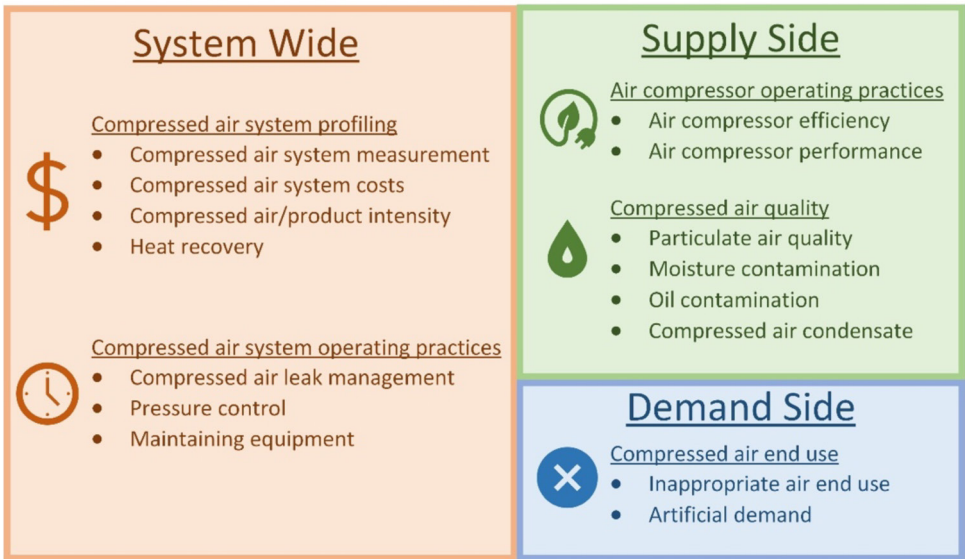 System Wide
Compressed air system profiling
● Compressed air system measurement
● Compressed air system costs
● Compressed air/product intensity
● Heat recovery
Compressed air system operating practices
● Compressed air leak management
● Pressure control
● Maintaining equipment
Supply Side
Air compressor operating practices
● Air compressor efficiency
● Air compressor performance
Compressed air quality
● Particulate air quality
● Moisture contamination
● Oil contamination
● Compressed air condensate
Demand Side
Compressed air end use
● Inappropriate air end use
● Artificial demand